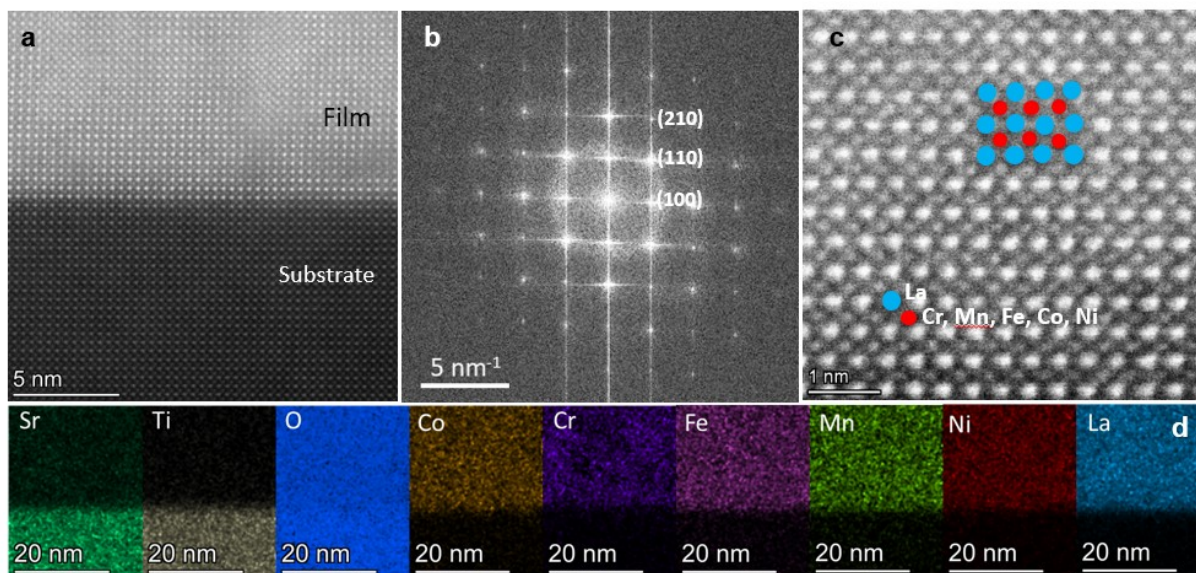 a
Film
Substrate
5 nm
b
(210)
(110)
(100)
5 nm⁻¹
c
La
Cr, Mn, Fe, Co, Ni
1 nm
Sr
Ti
O
Co
Cr
Fe
Mn
Ni
La
d
20 nm
20 nm
20 nm
20 nm
20 nm
20 nm
20 nm
20 nm
20 nm